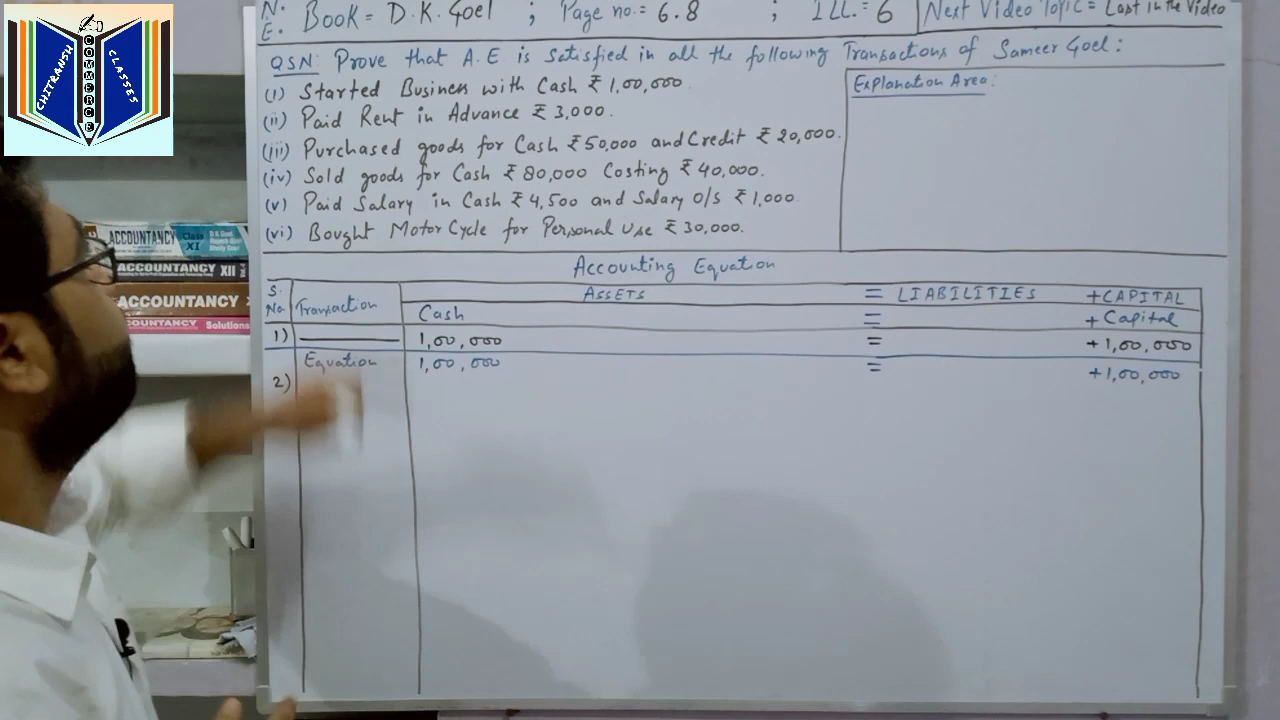 CHITRANSH COMMERCE CLASSES
N. Book = D.K. Goel ; Page no. = 6.8 ; ILL. = 6 Next Video Topic = Last in the Video
E.
QSN: Prove that A.E is Satisfied in all the following Transactions of Sameer Goel :
(i) Started Business with Cash ₹ 1,00,000
(ii) Paid Rent in Advance ₹ 3,000.
(iii) Purchased goods for Cash ₹ 50,000 and Credit ₹ 20,000.
(iv) Sold goods for Cash ₹ 80,000 Costing ₹ 40,000.
(v) Paid Salary in Cash ₹ 4,500 and Salary O/S ₹ 1,000
(vi) Bought Motor Cycle for Personal Use ₹ 30,000.
Explanation Area:
Accounting Equation
S. No. Transaction ASSETS = LIABILITIES + CAPITAL
Cash = + Capital
1) 1,00,000 = + 1,00,000
Equation 1,00,000 = + 1,00,000
2)
ACCOUNTANCY Class XI
ACCOUNTANCY XII
ACCOUNTANCY
COUNTANCY Solutions